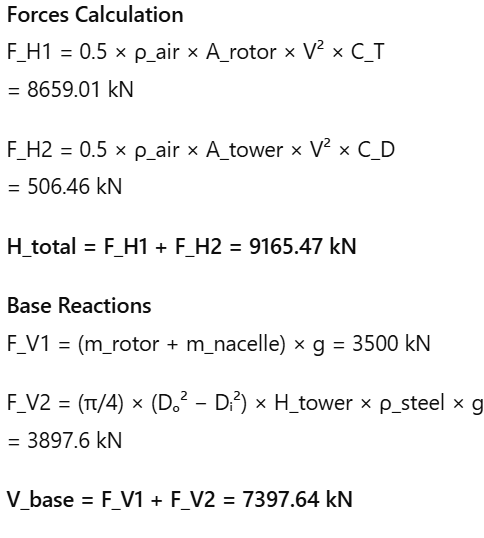 Forces Calculation
F_H1 = 0.5 × ρ_air × A_rotor × V² × C_T
= 8659.01 kN
F_H2 = 0.5 × ρ_air × A_tower × V² × C_D
= 506.46 kN
H_total = F_H1 + F_H2 = 9165.47 kN
Base Reactions
F_V1 = (m_rotor + m_nacelle) × g = 3500 kN
F_V2 = (π/4) × (Dₒ² − Dᵢ²) × H_tower × ρ_steel × g
= 3897.6 kN
V_base = F_V1 + F_V2 = 7397.64 kN